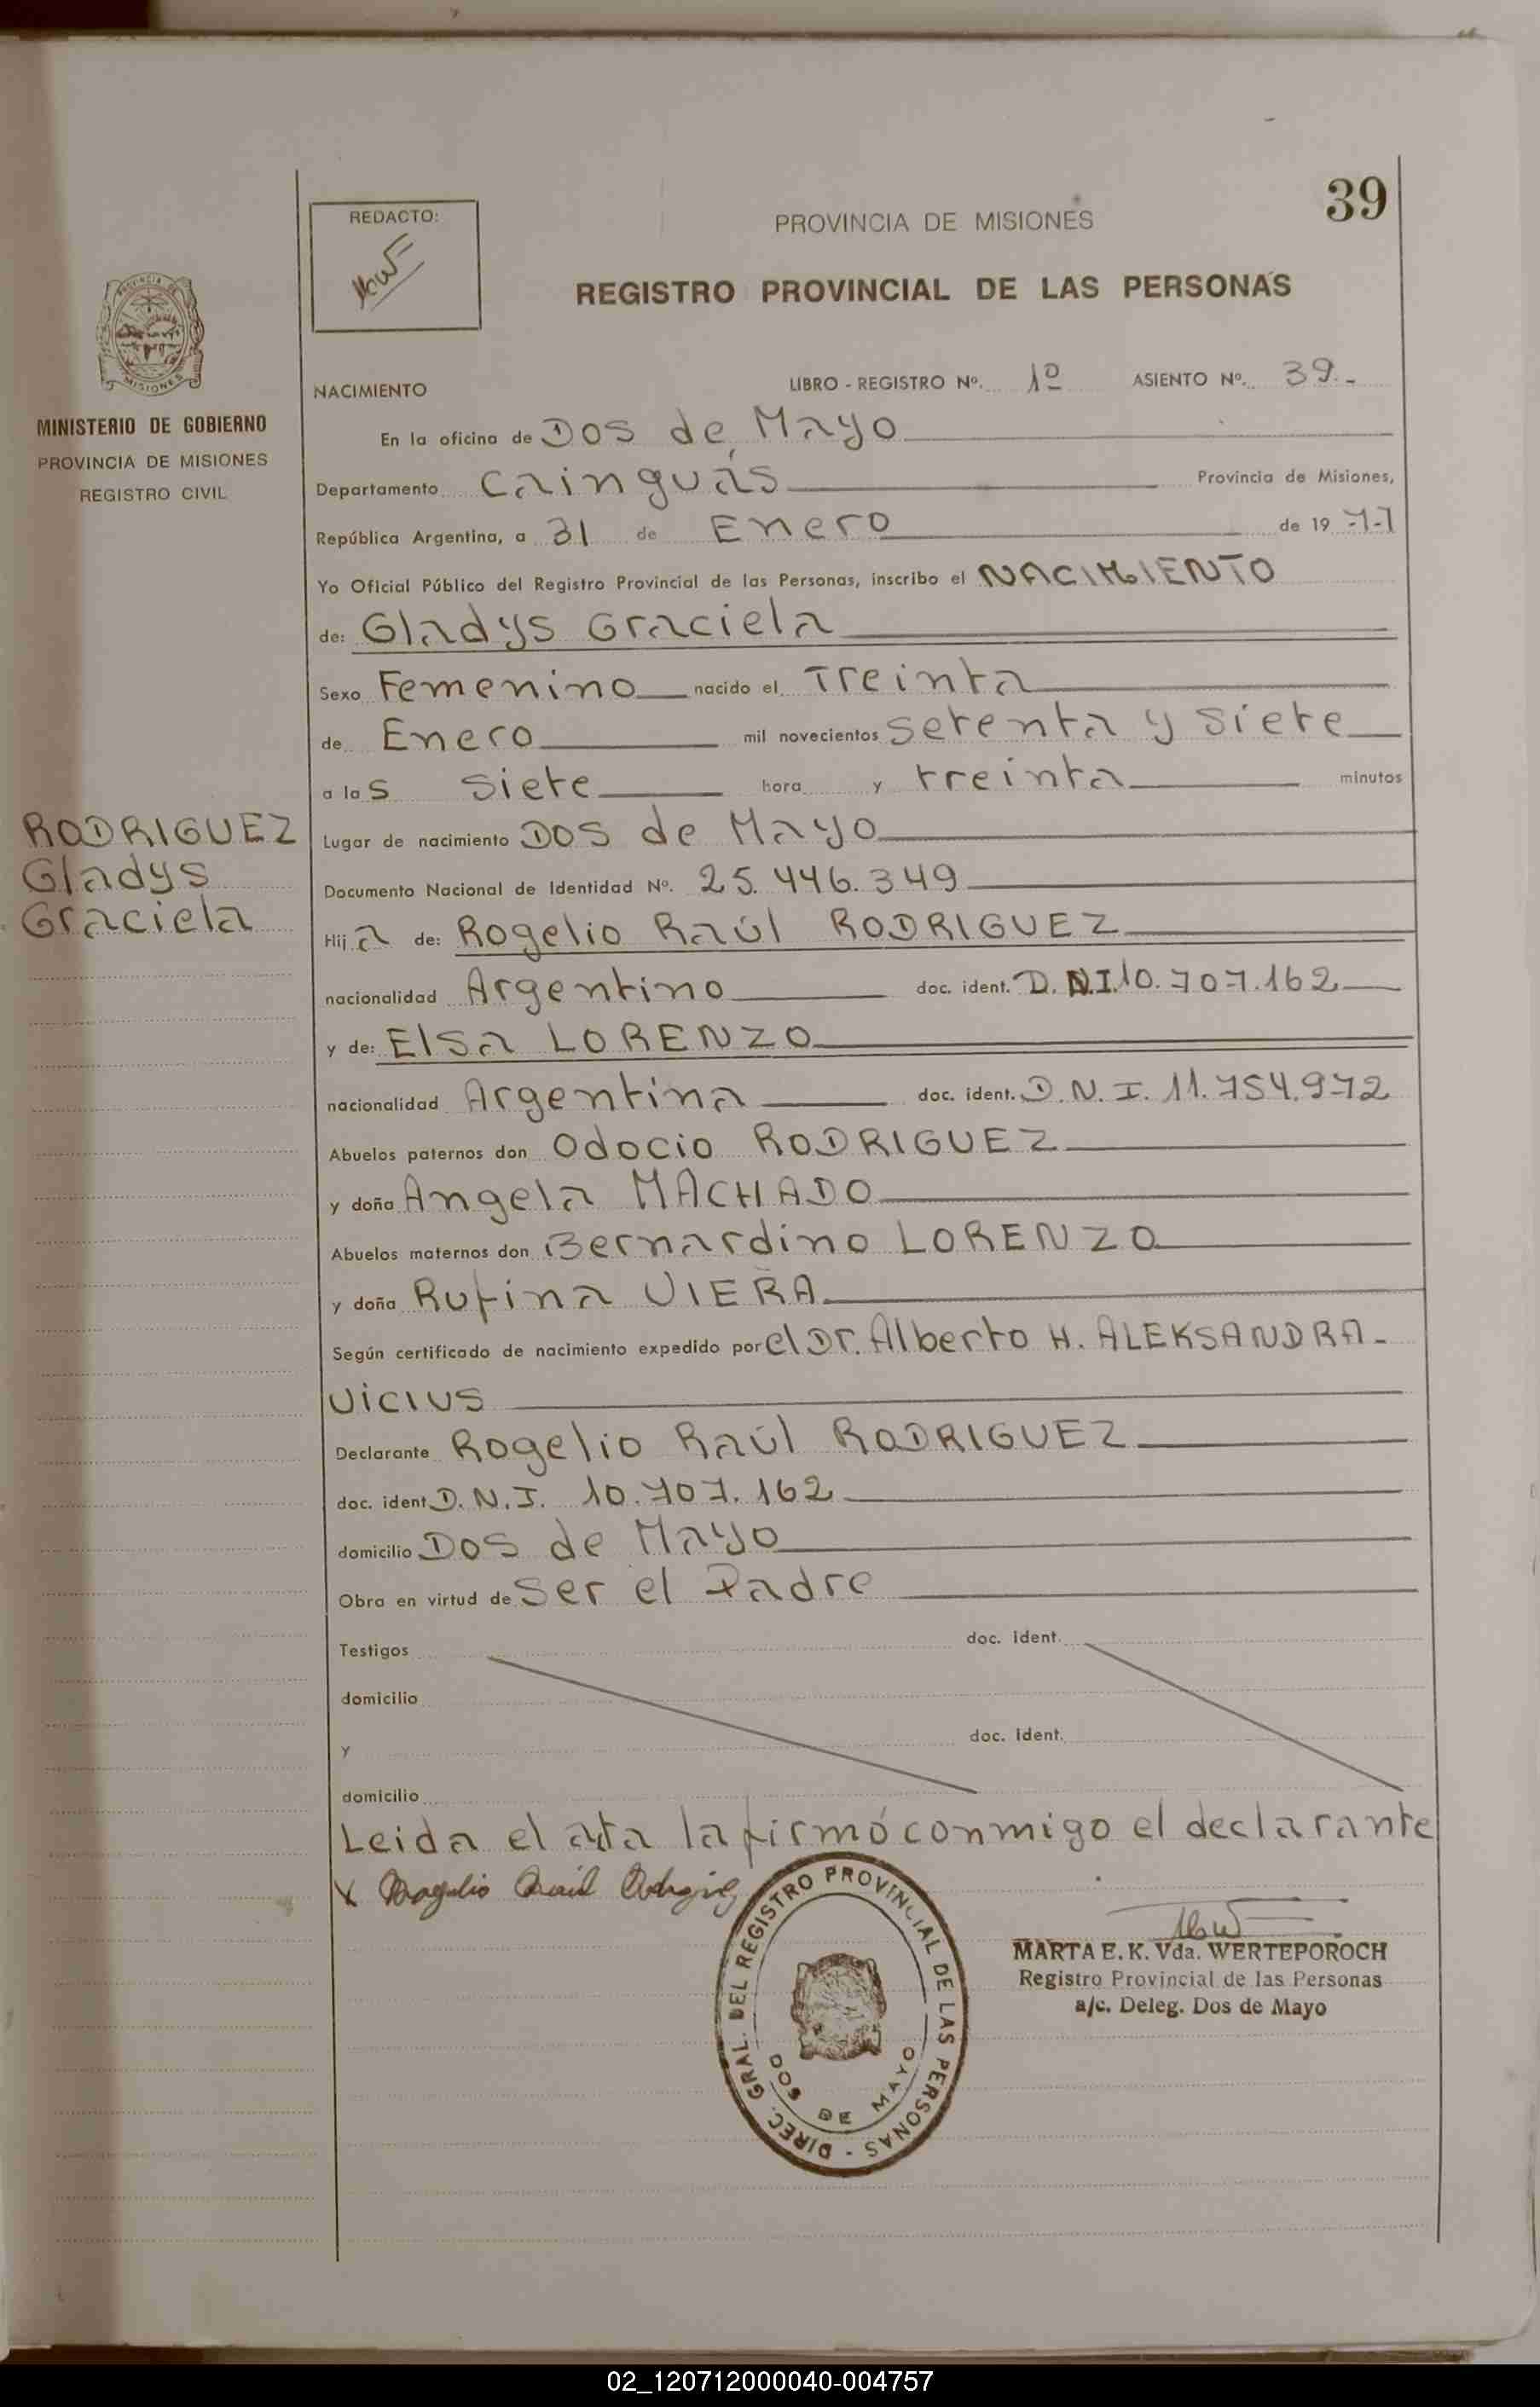 39
REDACTO:
PROVINCIA DE MISIONES
REGISTRO PROVINCIAL DE LAS PERSONAS
PROVINCIA DE
MISIONES
MINISTERIO DE GOBIERNO
PROVINCIA DE MISIONES
REGISTRO CIVIL
NACIMIENTO LIBRO - REGISTRO Nº. 1º ASIENTO Nº. 39.-
En la oficina de Dos de Mayo
Departamento Cainguás Provincia de Misiones,
República Argentina, a 31 de Enero de 19 77
Yo Oficial Público del Registro Provincial de las Personas, inscribo el NACIMIENTO
de: Gladys Graciela
Sexo Femenino nacido el Treinta
de Enero mil novecientos setenta y siete
a las siete hora y treinta minutos
Lugar de nacimiento Dos de Mayo
RODRIGUEZ
Gladys
Graciela
Documento Nacional de Identidad Nº. 25.446.349
Hija de: Rogelio Raúl RODRIGUEZ
nacionalidad Argentino doc. ident. D.N.I.10.707.162
y de: Elsa LORENZO
nacionalidad Argentina doc. ident. D.N.I. 11.754.972
Abuelos paternos don Odocio RODRIGUEZ
y doña Angela MACHADO
Abuelos maternos don Bernardino LORENZO
y doña Rufina VIERA
Según certificado de nacimiento expedido por el Dr. Alberto H. ALEKSANDRA-
vicius
Declarante Rogelio Raúl RODRIGUEZ
doc. ident. D.N.I. 10.707.162
domicilio Dos de Mayo
Obra en virtud de ser el Padre
Testigos doc. ident.
domicilio
y doc. ident.
domicilio
Leida el acta la firmó conmigo el declarante
X Rogelio Raúl Rodriguez
DIREC. GRAL. DEL REGISTRO PROVINCIAL DE LAS PERSONAS -
DOS DE MAYO
MARTA E. K. Vda. WERTEPOROCH
Registro Provincial de las Personas
a/c. Deleg. Dos de Mayo
02_120712000040-004757